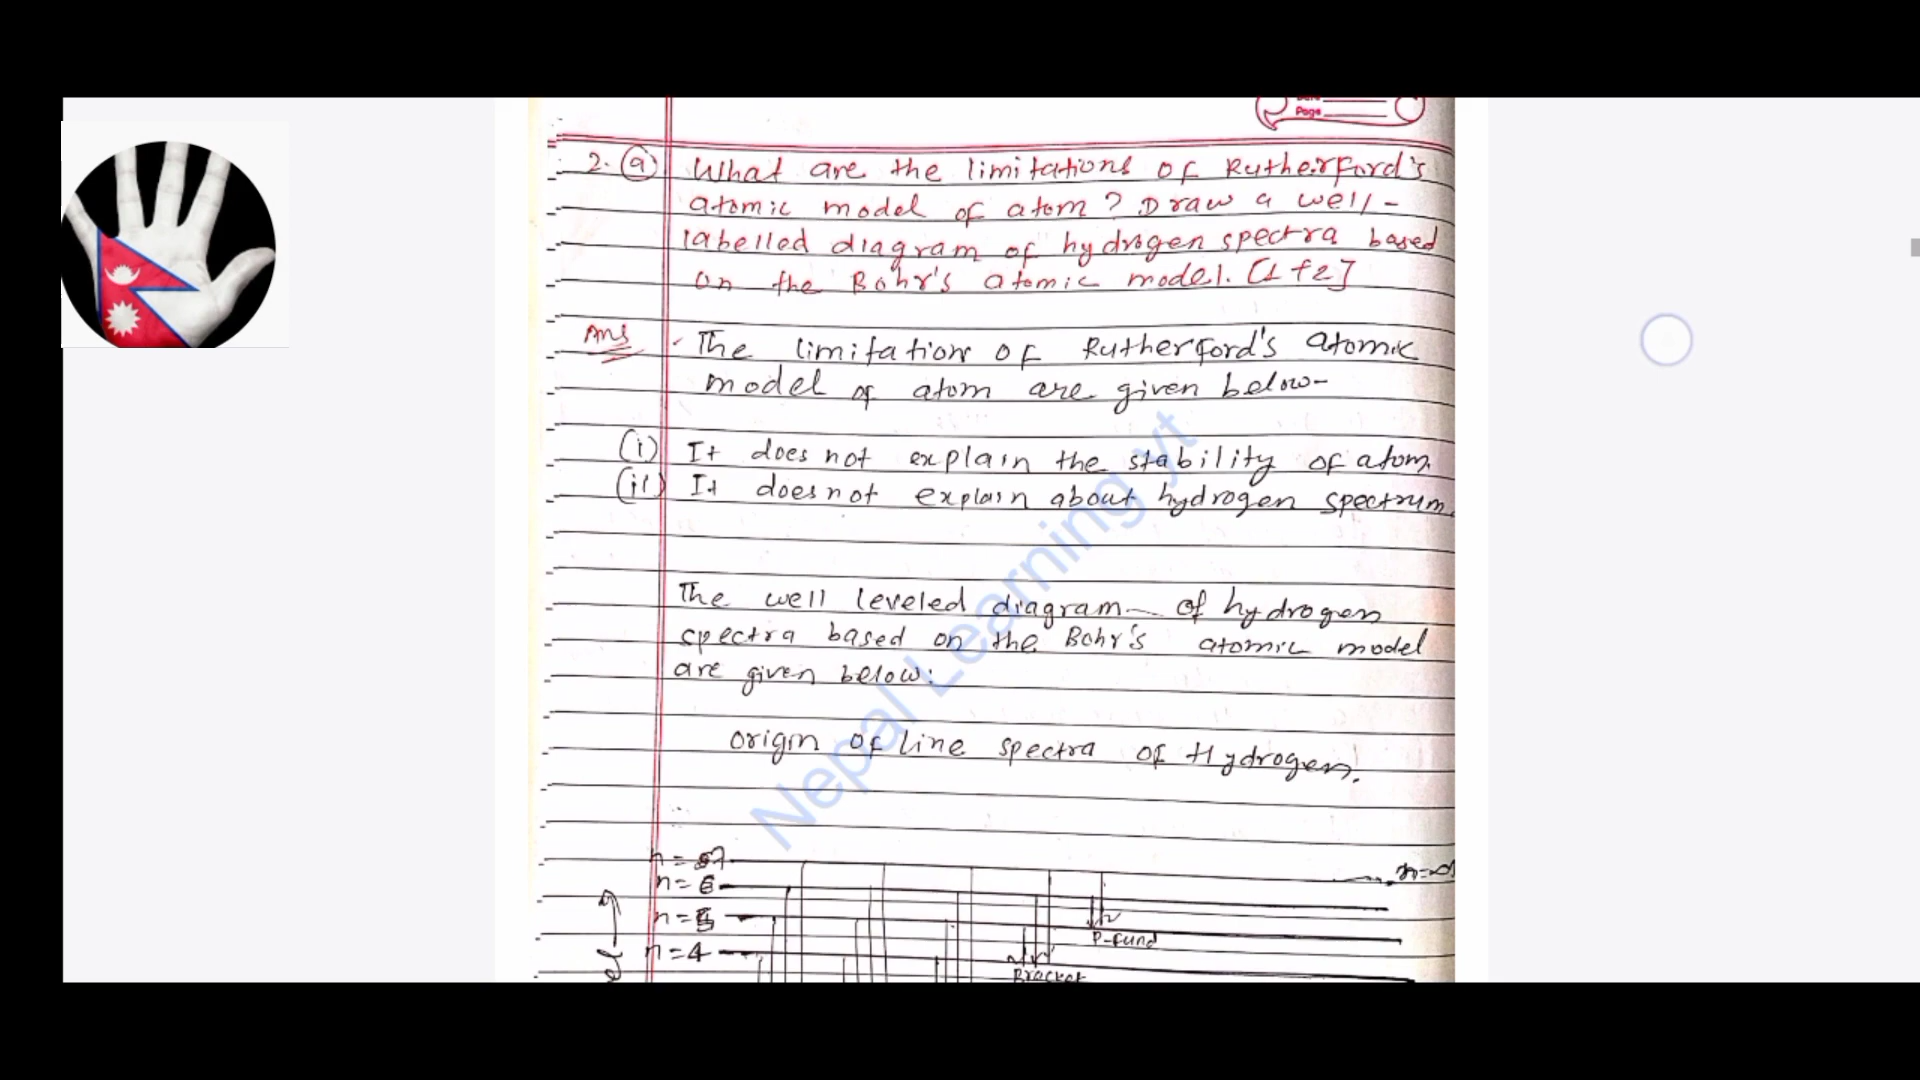 Page
2. (a) What are the limitations of Rutherford's
atomic model of atom? Draw a well-
labelled diagram of hydrogen spectra based
on the Bohr's atomic model. [1+2]
Ans
The limitation of Rutherford's atomic
model of atom are given below-
(i) It does not explain the stability of atom
(ii) It does not explain about hydrogen spectrum.
The well leveled diagram of hydrogen
spectra based on the Bohr's atomic model
are given below:
origin of line spectra of Hydrogen.
Nepal Learning yt
n = 7
n = 6
n = 5
n = 4
n=∞
P-fund
Bracket